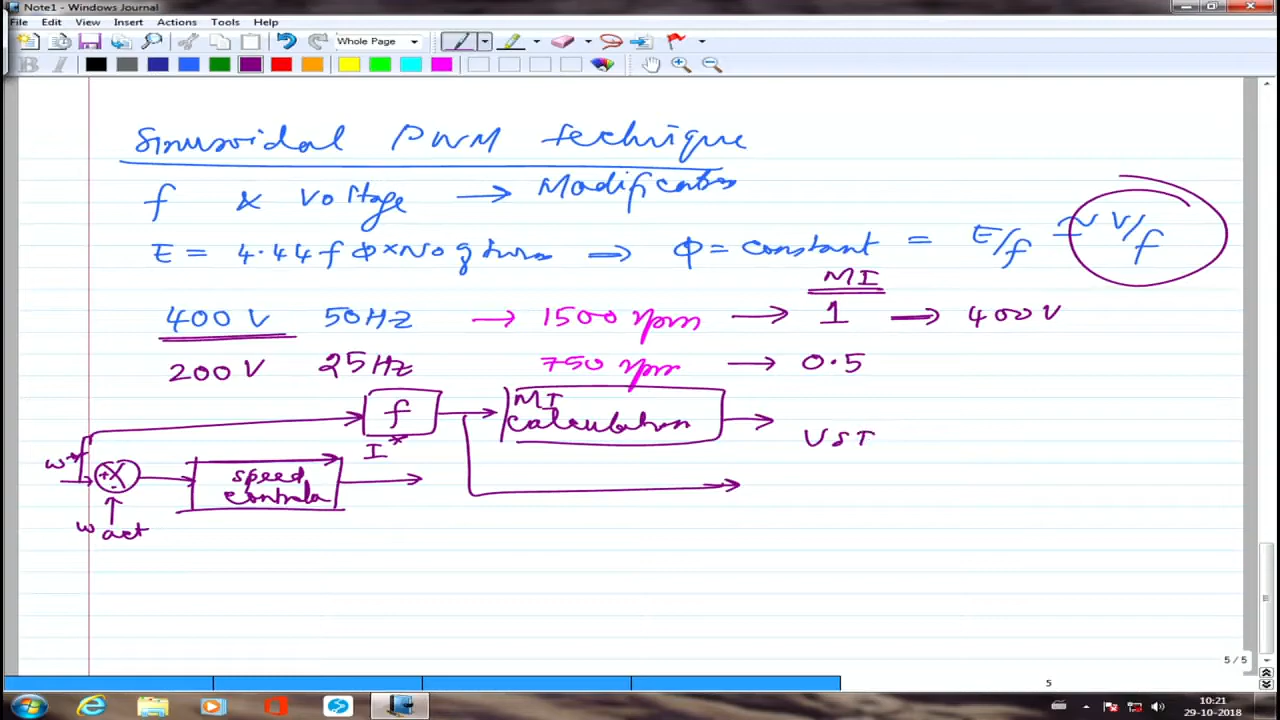 Note1 - Windows Journal
File Edit View Insert Actions Tools Help
Whole Page
B I
Sinusoidal PWM technique
f & Voltage → Modification
E = 4.44 f Φ × No of turns ⇒ Φ = constant = E/f ≃ V/f
MI
400 V 50 Hz → 1500 rpm → 1 → 400 V
200 V 25 Hz 750 rpm → 0.5
f MI calculation
I*
VSI
ω* + - speed controller
ω act
5 / 5
5
10:21
29-10-2018